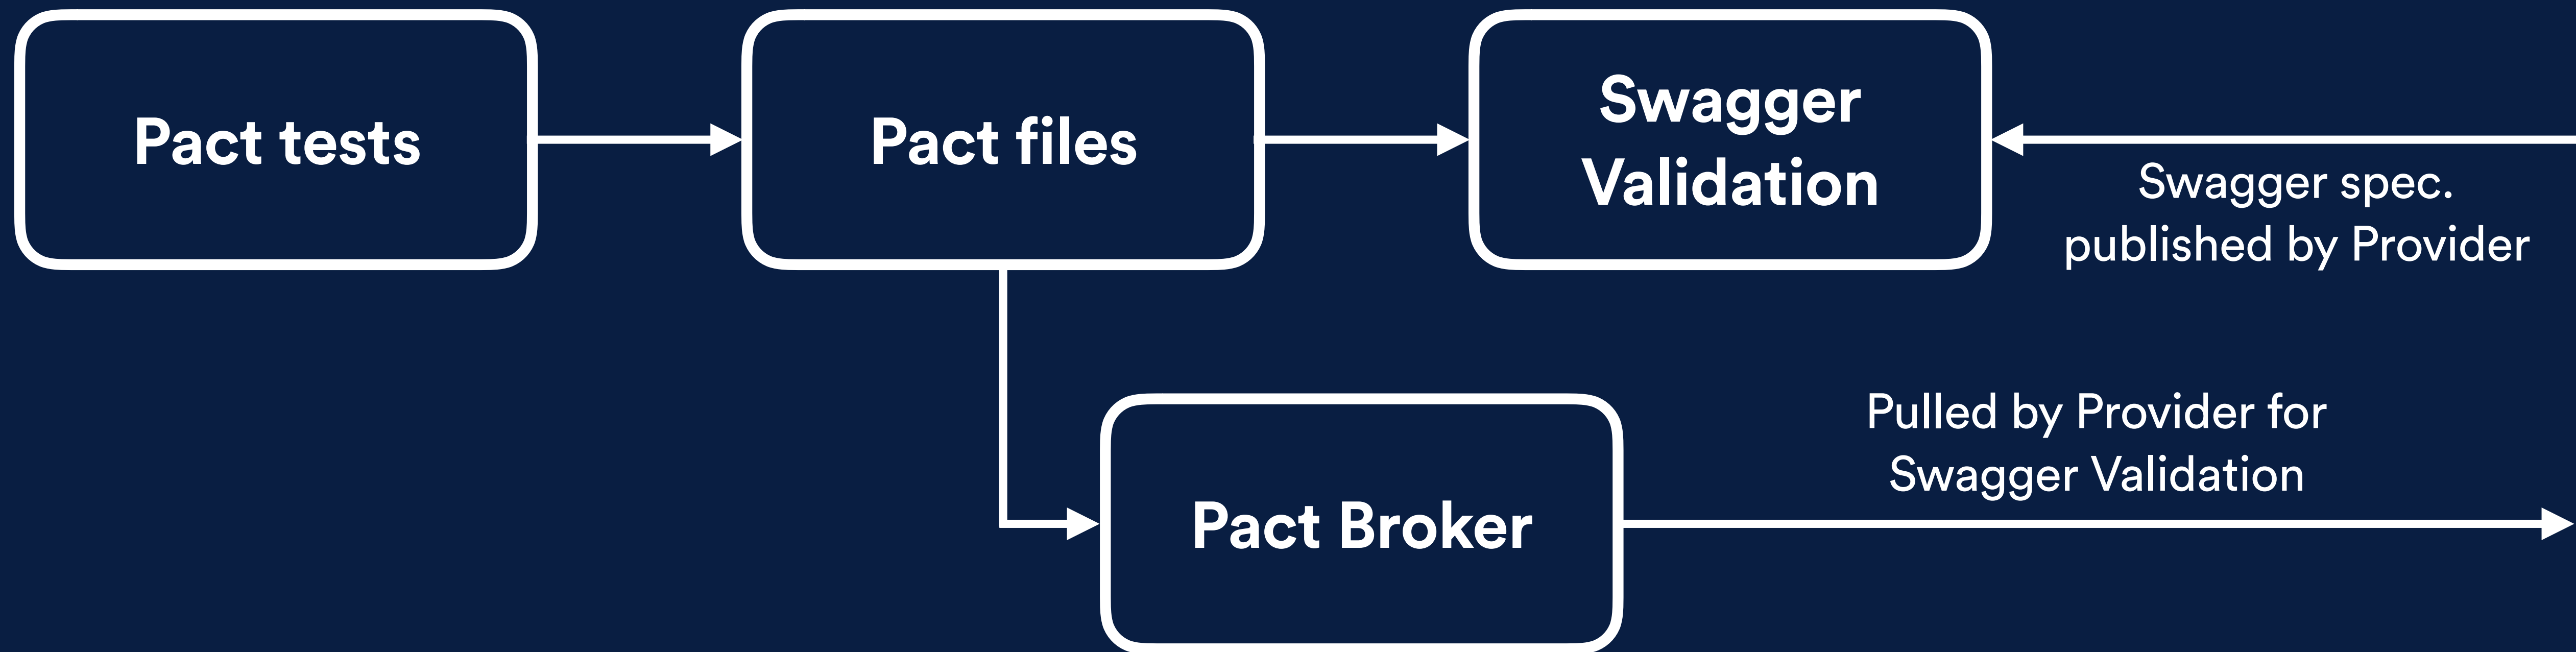 Pact tests
Pact files
Swagger
Validation
Swagger spec.
published by Provider
Pulled by Provider for
Swagger Validation
Pact Broker